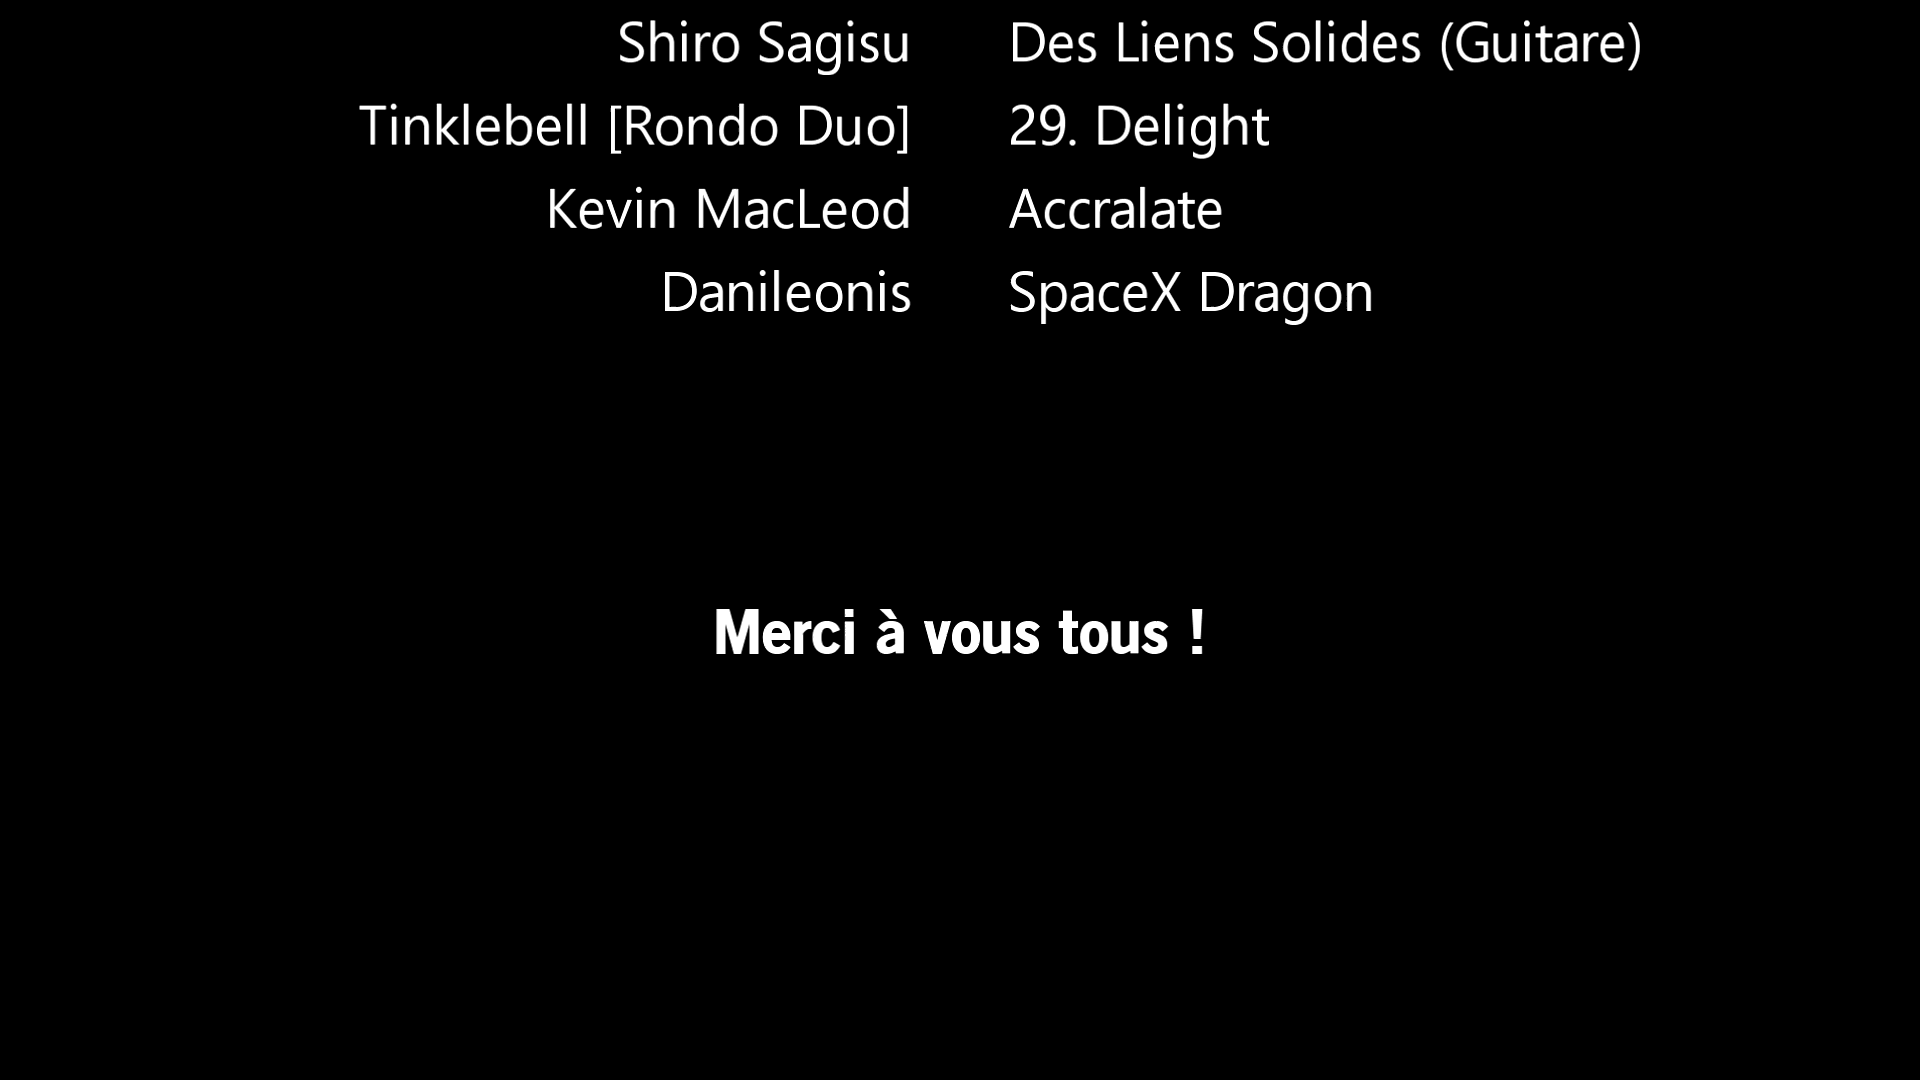 Shiro Sagisu Des Liens Solides (Guitare)
Tinklebell [Rondo Duo] 29. Delight
Kevin MacLeod Accralate
Danileonis SpaceX Dragon
Merci à vous tous !